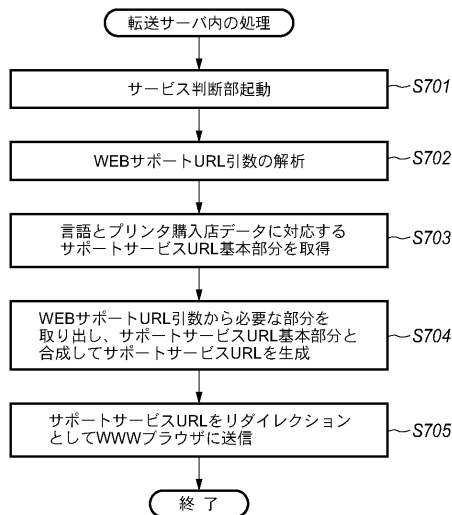 転送サーバ内の処理
サービス判断部起動
S701
WEBサポートURL引数の解析
S702
言語とプリンタ購入店データに対応する
サポートサービスURL基本部分を取得
S703
WEBサポートURL引数から必要な部分を
取り出し、サポートサービスURL基本部分と
合成してサポートサービスURLを生成
S704
サポートサービスURLをリダイレクション
としてWWWブラウザに送信
S705
終 了